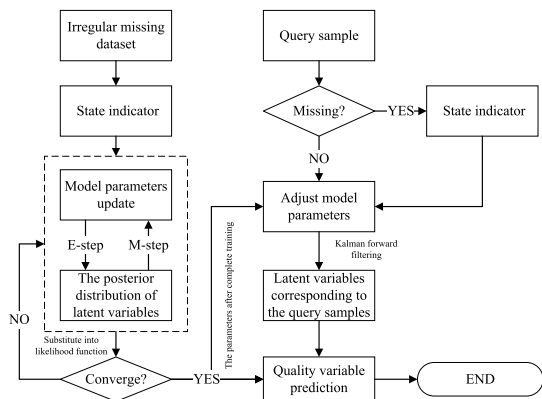 Irregular missing
dataset
State indicator
Model parameters
update
E-step
M-step
The posterior
distribution of
latent variables
NO
Substitute into
likelihood function
Converge?
YES
The parameters after complete training
Query sample
Missing?
YES
State indicator
NO
Adjust model
parameters
Kalman forward
filtering
Latent variables
corresponding to
the query samples
Quality variable
prediction
END